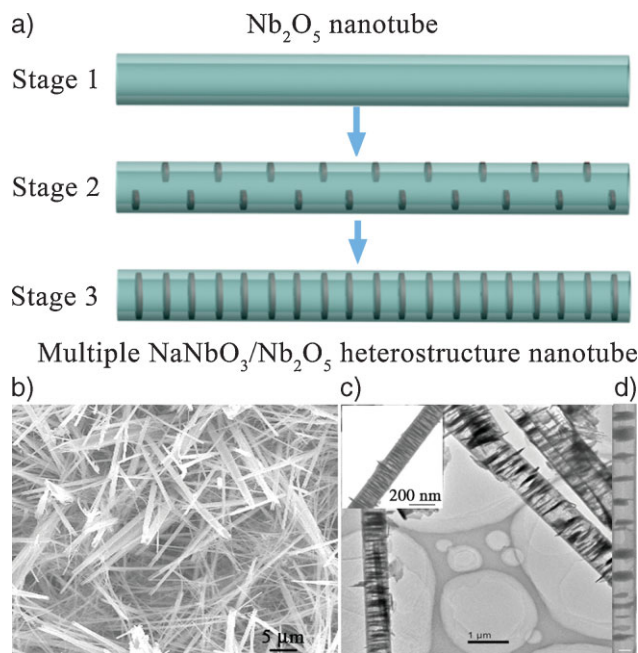 a)
Nb₂O₅ nanotube
Stage 1
Stage 2
Stage 3
Multiple NaNbO₃/Nb₂O₅ heterostructure nanotube
b)
c)
d)
200 nm
5 μm
1 μm